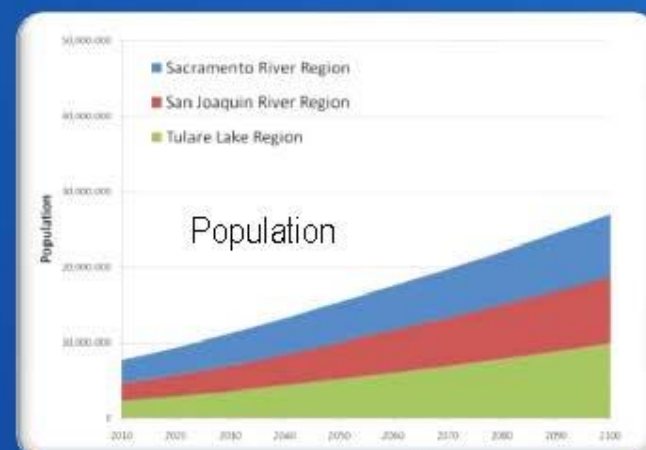 50,000,000
Sacramento River Region
40,000,000
San Joaquin River Region
Tulare Lake Region
30,000,000
Population
Population
20,000,000
10,000,000
0
2010 2020 2030 2040 2050 2060 2070 2080 2090 2100